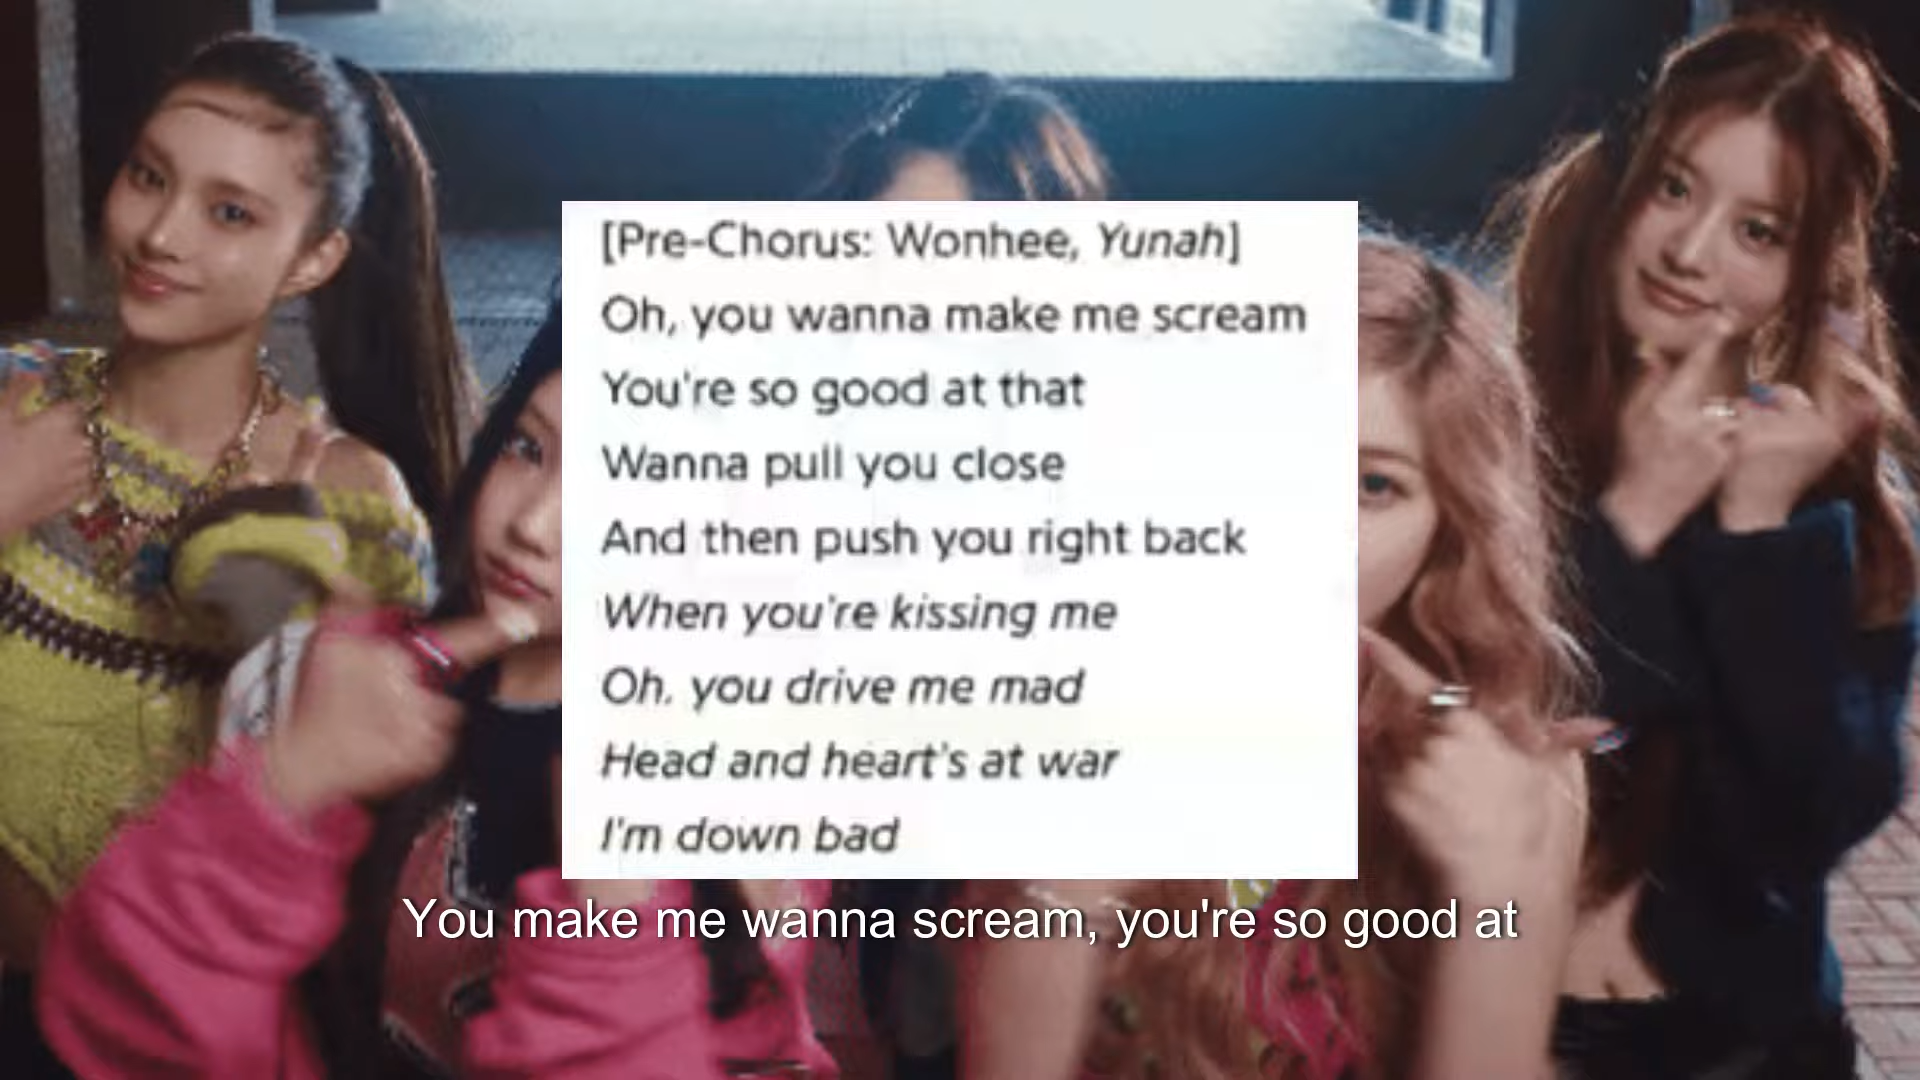 [Pre-Chorus: Wonhee, Yunah]
Oh, you wanna make me scream
You're so good at that
Wanna pull you close
And then push you right back
When you're kissing me
Oh. you drive me mad
Head and heart's at war
I'm down bad
You make me wanna scream, you're so good at